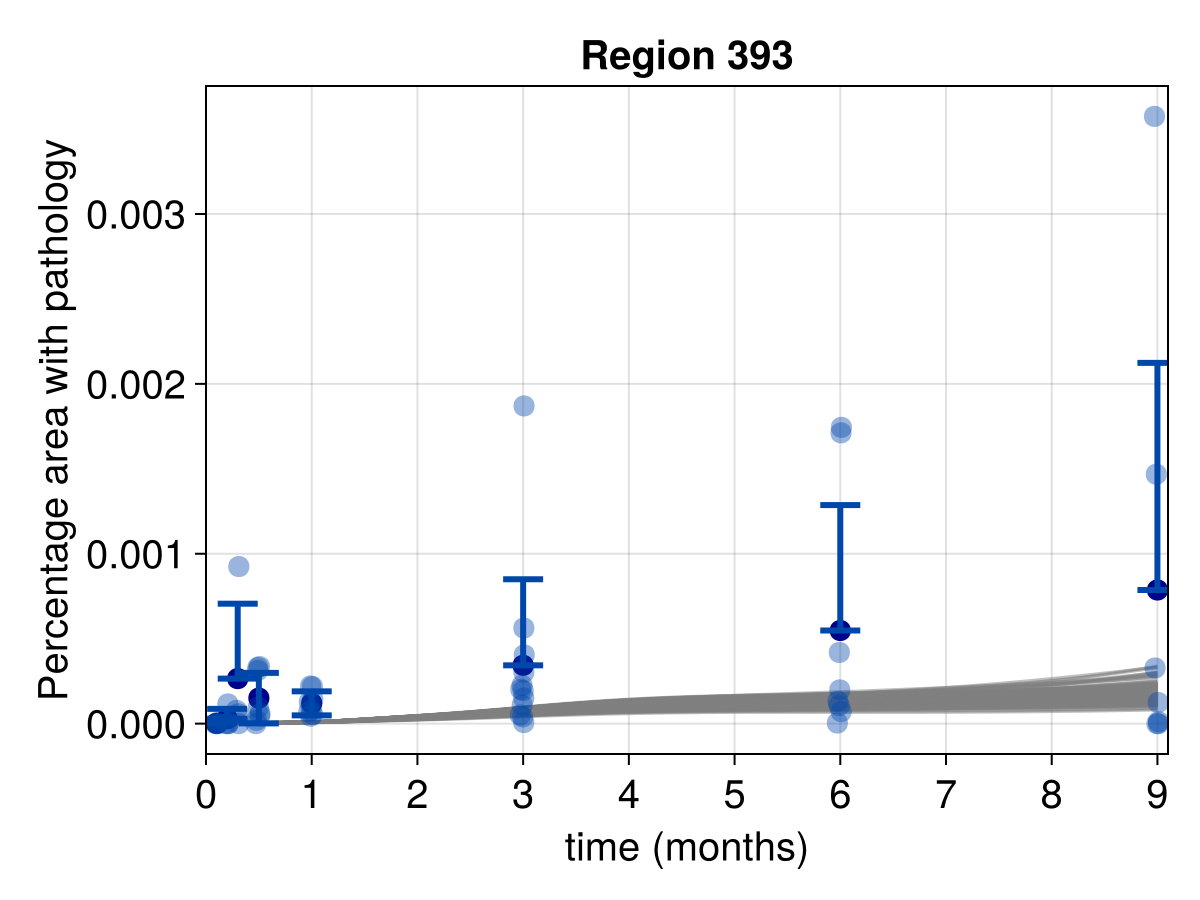 Region 393
Percentage area with pathology
0.003
0.002
0.001
0.000
0 1 2 3 4 5 6 7 8 9
time (months)